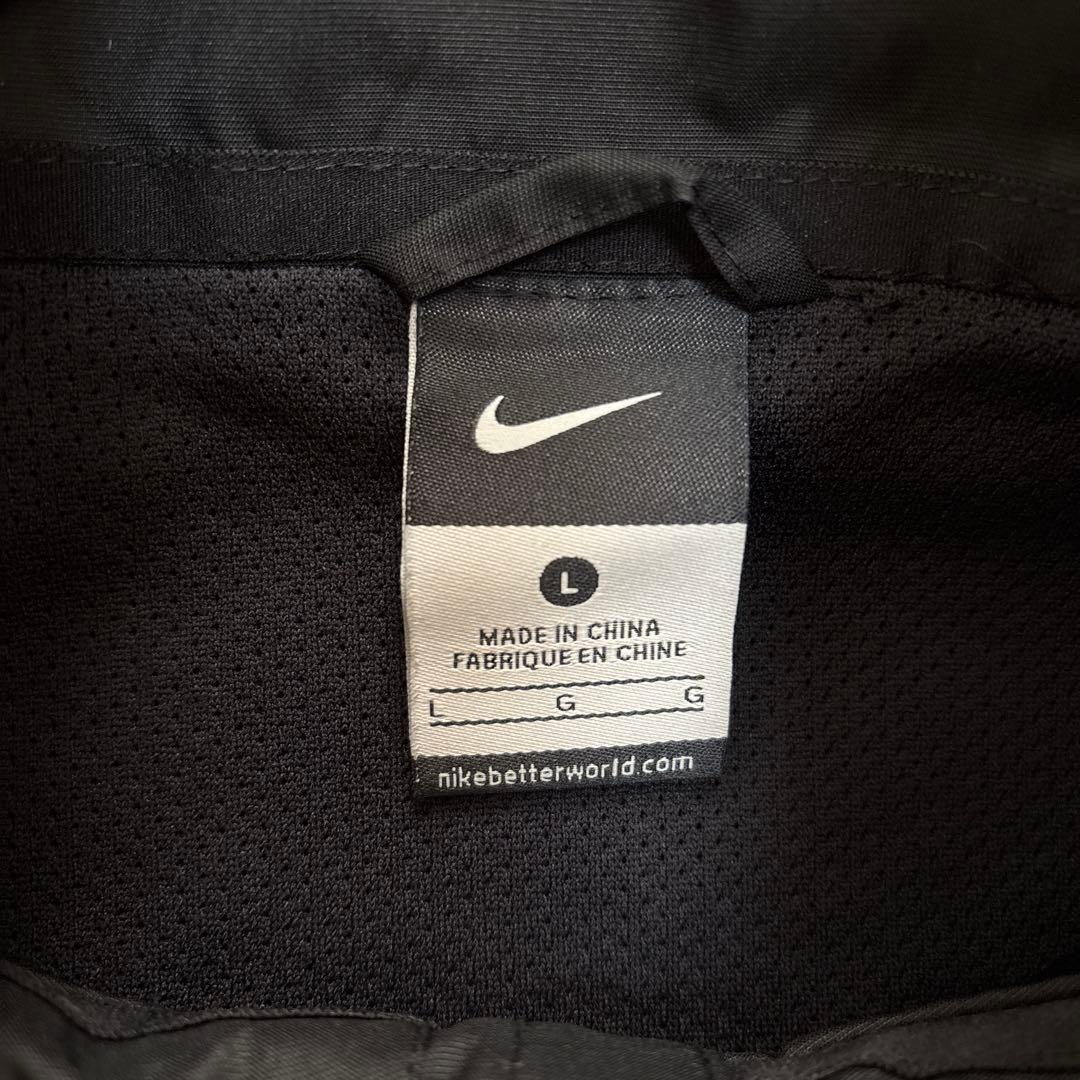 L
MADE IN CHINA
FABRIQUE EN CHINE
L G G
nikebetterworld.com